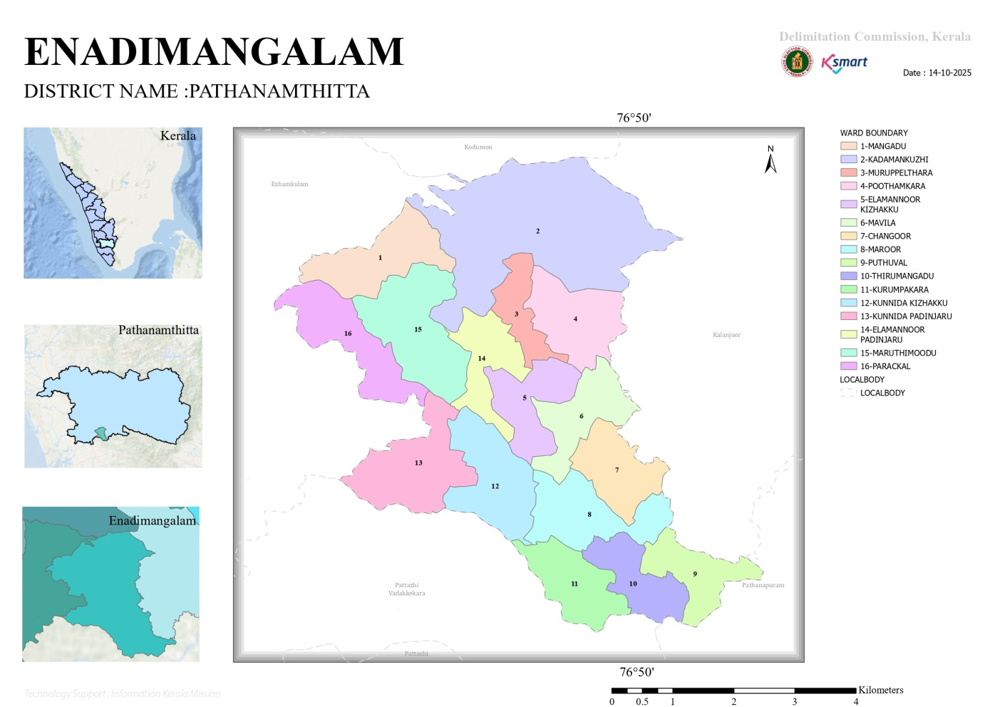 ENADIMANGALAM
DISTRICT NAME :PATHANAMTHITTA
Delimitation Commission, Kerala
STATE ELECTION COMMISSION
KERALA
Ksmart
Date : 14-10-2025
Kerala
Pathanamthitta
Enadimangalam
76°50'
Kodumon
N
Ezhamkulam
2
1
3
4
Kalanjoor
15
16
14
5
6
13
7
12
8
9
11
10
Pattazhi
Vadakkekara
Pathanapuram
Pattazhi
76°50'
WARD BOUNDARY
1-MANGADU
2-KADAMANKUZHI
3-MURUPPELTHARA
4-POOTHAMKARA
5-ELAMANNOOR
KIZHAKKU
6-MAVILA
7-CHANGOOR
8-MAROOR
9-PUTHUVAL
10-THIRUMANGADU
11-KURUMPAKARA
12-KUNNIDA KIZHAKKU
13-KUNNIDA PADINJARU
14-ELAMANNOOR
PADINJARU
15-MARUTHIMOODU
16-PARACKAL
LOCALBODY
LOCALBODY
Technology Support : Information Kerala Mission
Kilometers
0 0.5 1 2 3 4